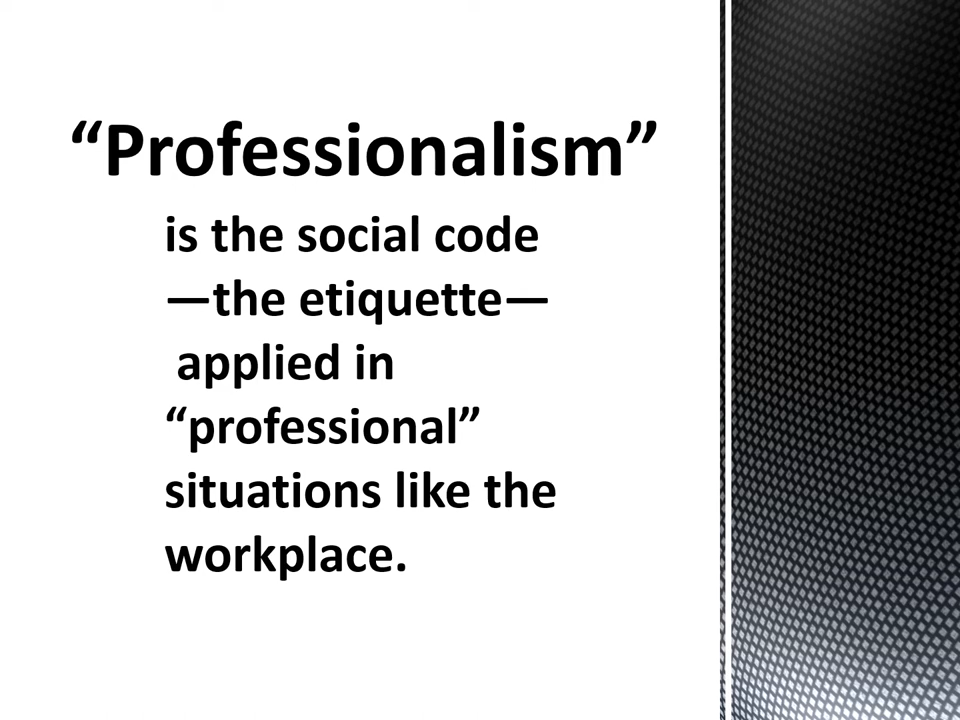 “Professionalism”
is the social code
—the etiquette—
applied in
“professional”
situations like the
workplace.